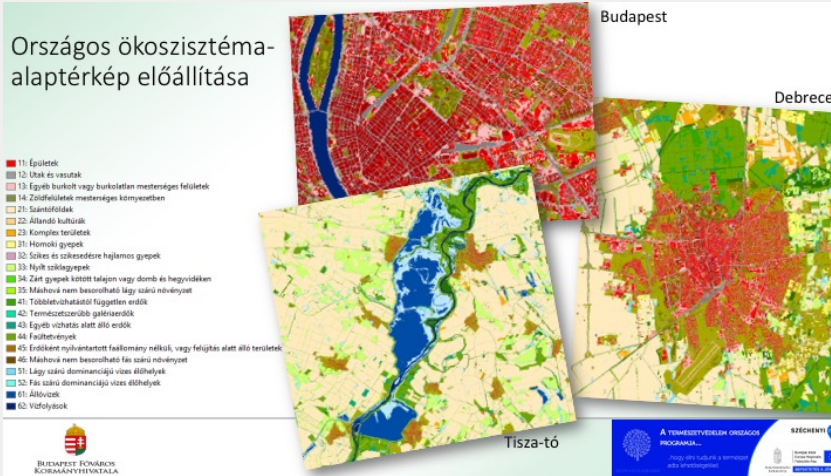 Országos ökoszisztéma-
alaptérkép előállítása
Budapest
Debrece
11: Épületek
12: Utak és vasutak
13: Egyéb burkolt vagy burkolatlan mesterséges felületek
14: Zöldfelületek mesterséges környezetben
21: Szántóföldek
22: Állandó kultúrák
23: Komplex területek
31: Homoki gyepek
32: Szikes és szikesedésre hajlamos gyepek
33: Nyílt sziklagyepek
34: Zárt gyepek kötött talajon vagy domb és hegyvidéken
35: Máshová nem besorolható lágy szárú növényzet
41: Többletvízhatástól független erdők
42: Természetszerűbb galériaerdők
43: Egyéb vízhatás alatt álló erdők
44: Faültetvények
45: Erdőként nyilvántartott faállomány nélküli, vagy felújítás alatt álló területek
46: Máshová nem besorolható fás szárú növényzet
51: Lágy szárú dominanciájú vizes élőhelyek
52: Fás szárú dominanciájú vizes élőhelyek
61: Állóvizek
62: Vízfolyások
Tisza-tó
BUDAPEST FŐVÁROS
KORMÁNYHIVATALA
A TERMÉSZETVÉDELEM ORSZÁGOS
PROGRAMJA...
...hogy élni tudjunk a természet
adta lehetőségekkel.
SZÉCHENYI